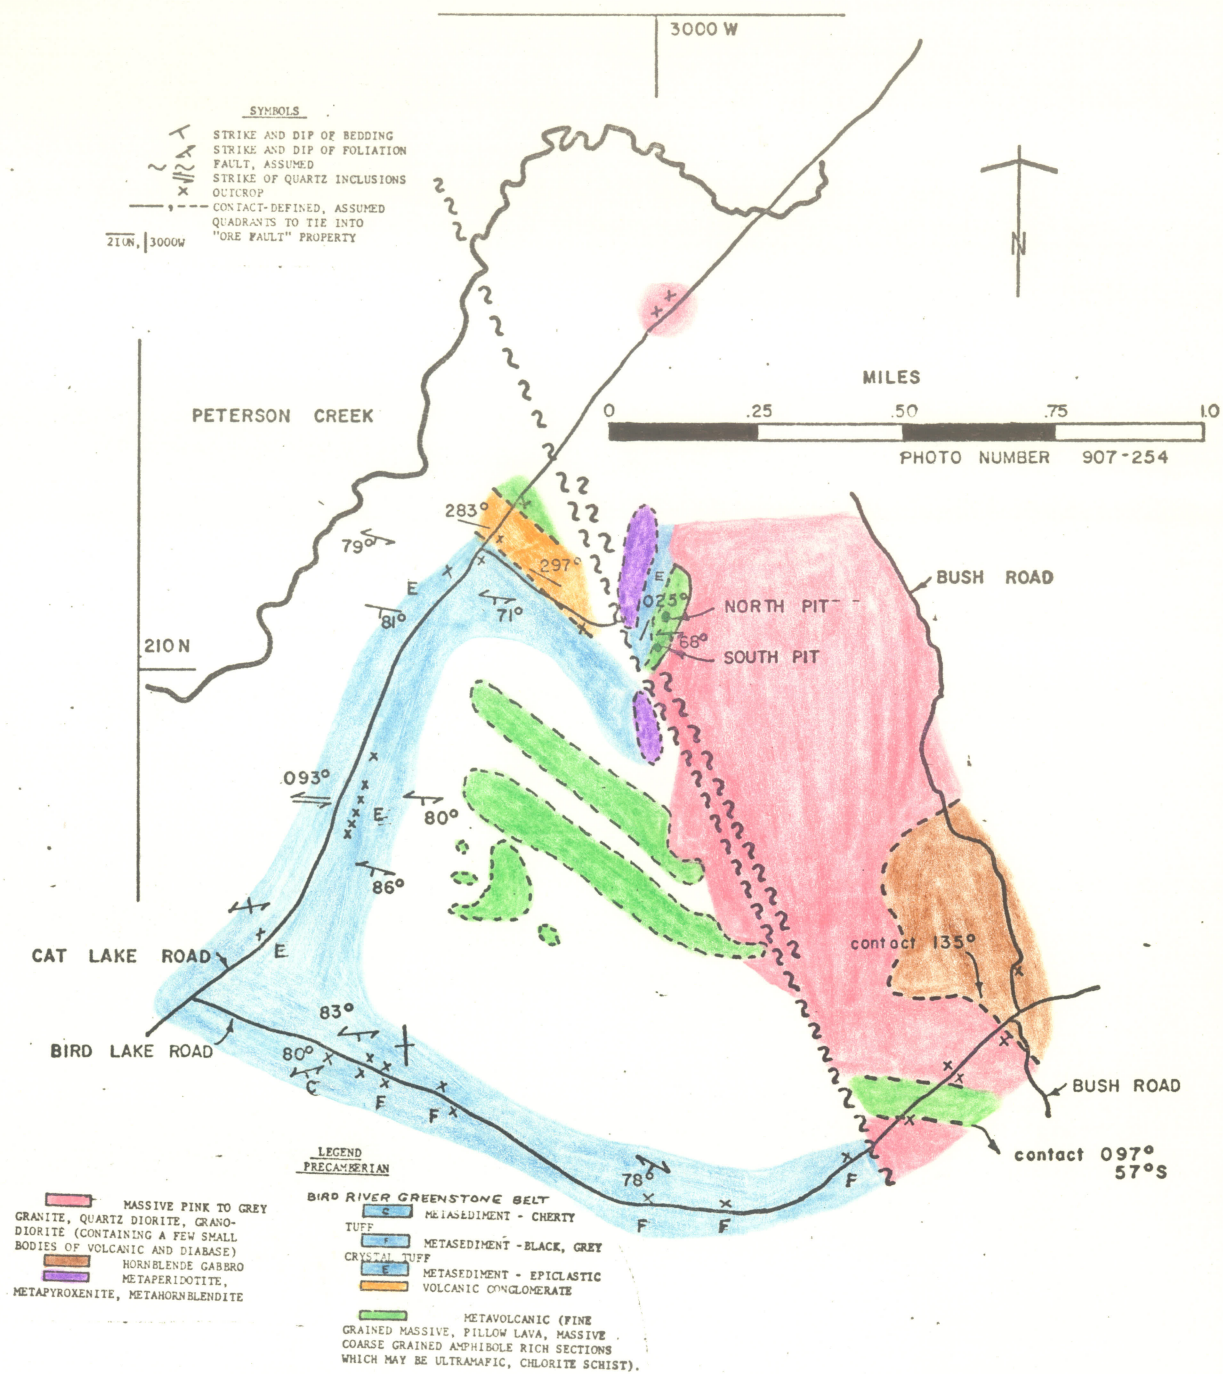 3000 W
SYMBOLS
STRIKE AND DIP OF BEDDING
STRIKE AND DIP OF FOLIATION
FAULT, ASSUMED
STRIKE OF QUARTZ INCLUSIONS
OUTCROP
CONTACT-DEFINED, ASSUMED
QUADRANTS TO TIE INTO
210N, 3000W "ORE FAULT" PROPERTY
N
MILES
0 .25 .50 .75 1.0
PHOTO NUMBER 907-254
PETERSON CREEK
283°
79°
297°
E
E
81°
71°
025°
68°
NORTH PIT
SOUTH PIT
BUSH ROAD
210 N
.093°
E
80°
86°
CAT LAKE ROAD
E
contact 135°
83°
BIRD LAKE ROAD
80°
C
F
F
BUSH ROAD
contact 097°
57°S
78°
F
F
F
LEGEND
PRECAMBERIAN
MASSIVE PINK TO GREY
GRANITE, QUARTZ DIORITE, GRANO-
DIORITE (CONTAINING A FEW SMALL
BODIES OF VOLCANIC AND DIABASE)
HORNBLENDE GABBRO
METAPERIDOTITE,
METAPYROXENITE, METAHORNBLENDITE
BIRD RIVER GREENSTONE BELT
C METASEDIMENT - CHERTY
TUFF
F METASEDIMENT - BLACK, GREY
CRYSTAL TUFF
E METASEDIMENT - EPICLASTIC
VOLCANIC CONGLOMERATE
METAVOLCANIC (FINE
GRAINED MASSIVE, PILLOW LAVA, MASSIVE
COARSE GRAINED AMPHIBOLE RICH SECTIONS
WHICH MAY BE ULTRAMAFIC, CHLORITE SCHIST).